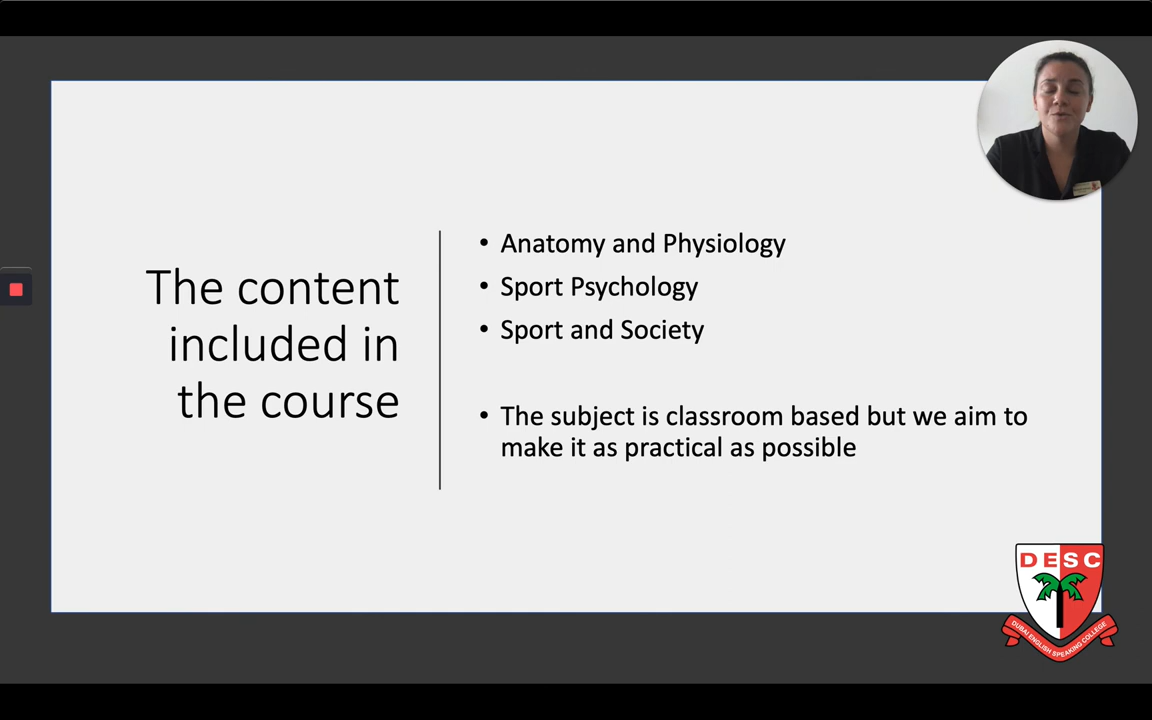 The content
included in
the course
• Anatomy and Physiology
• Sport Psychology
• Sport and Society
• The subject is classroom based but we aim to
make it as practical as possible
DESC
DUBAI ENGLISH SPEAKING COLLEGE